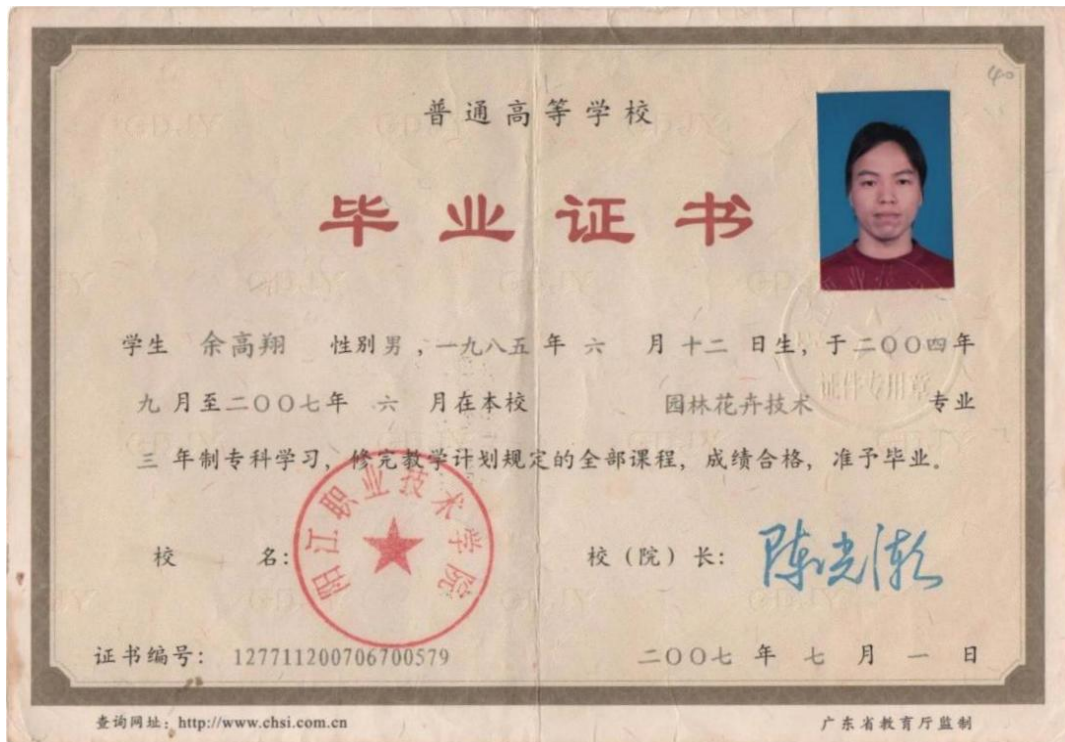 40
普通高等学校
毕业证书
学生 余高翔 性别 男 ,一九八五 年 六 月 十二 日生, 于 二〇〇四 年
九 月至 二〇〇七 年 六 月在本校 园林花卉技术 专业
三 年制专科学习, 修完教学计划规定的全部课程, 成绩合格, 准予毕业。
证件专用章
校 名:
阳江职业技术学院
校(院)长:
证书编号: 127711200706700579
二〇〇七 年 七 月 一 日
查询网址: http://www.chsi.com.cn
广东省教育厅监制